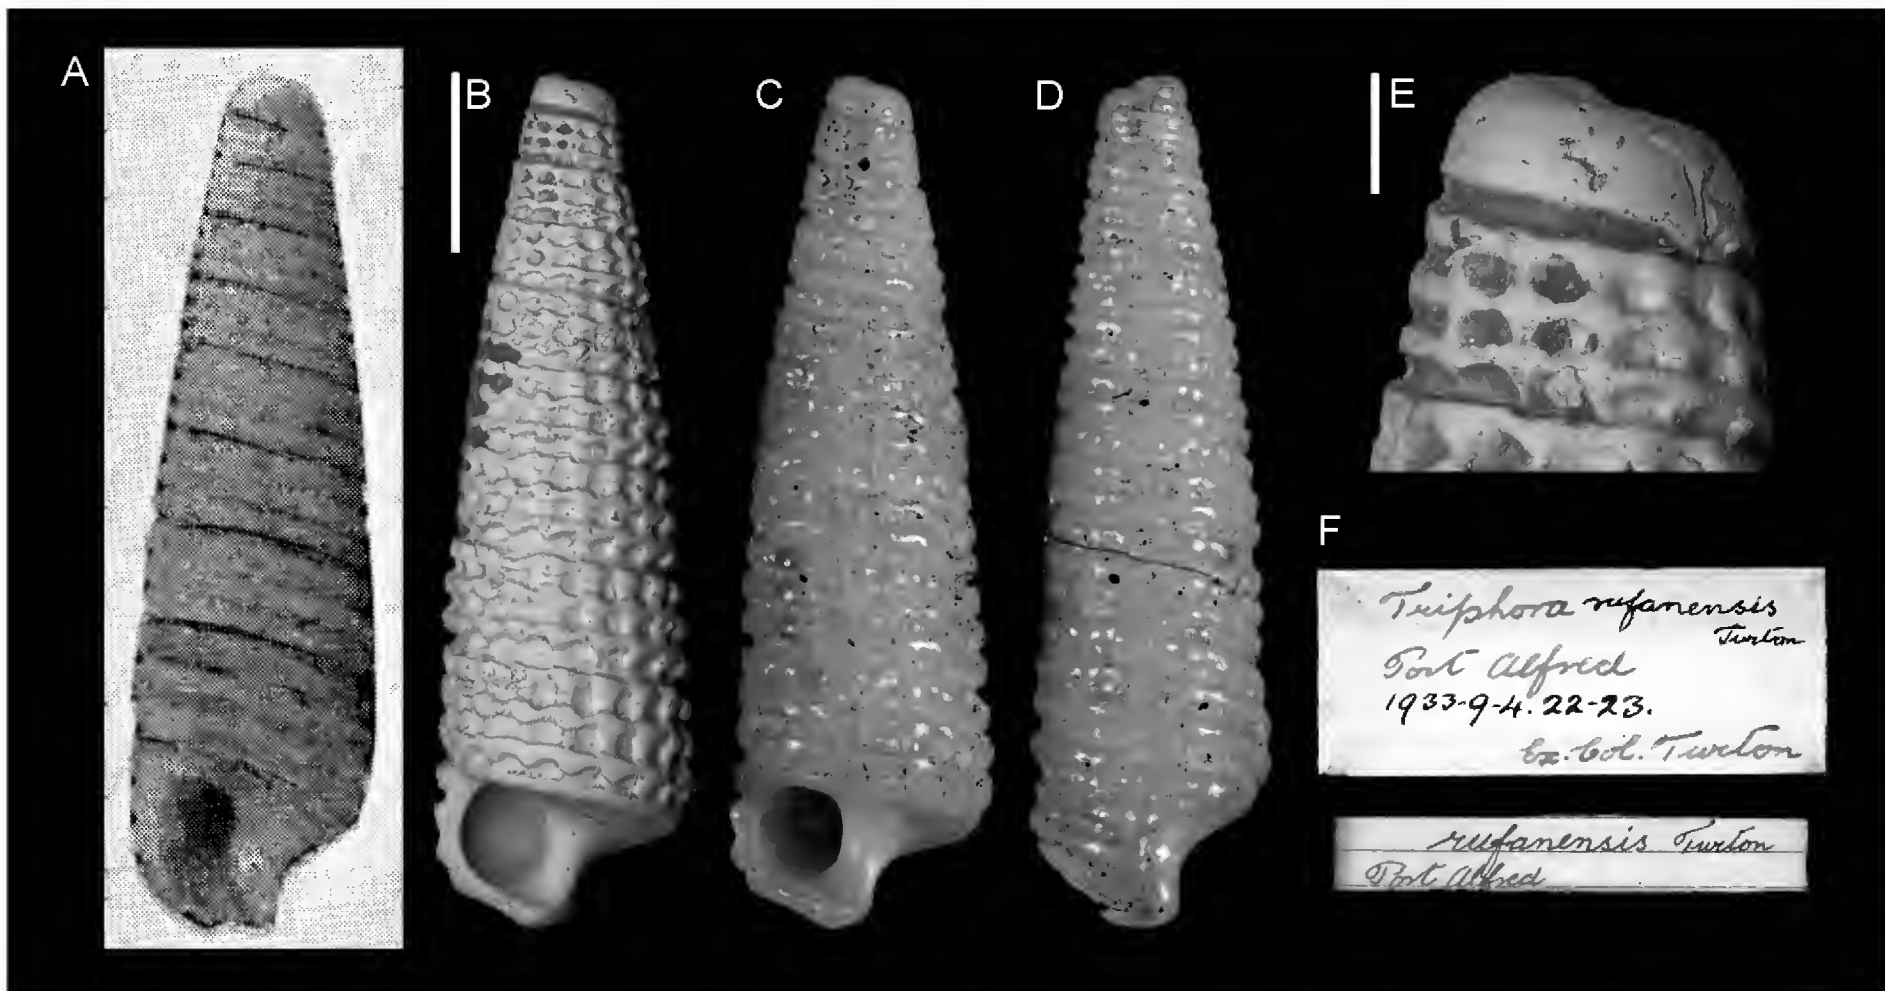 A
B
C
D
E
F
Triphora rufanensis
Turton
Port Alfred
1933-9-4. 22-23.
Ex. Col. Turton
rufanensis Turton
Port Alfred